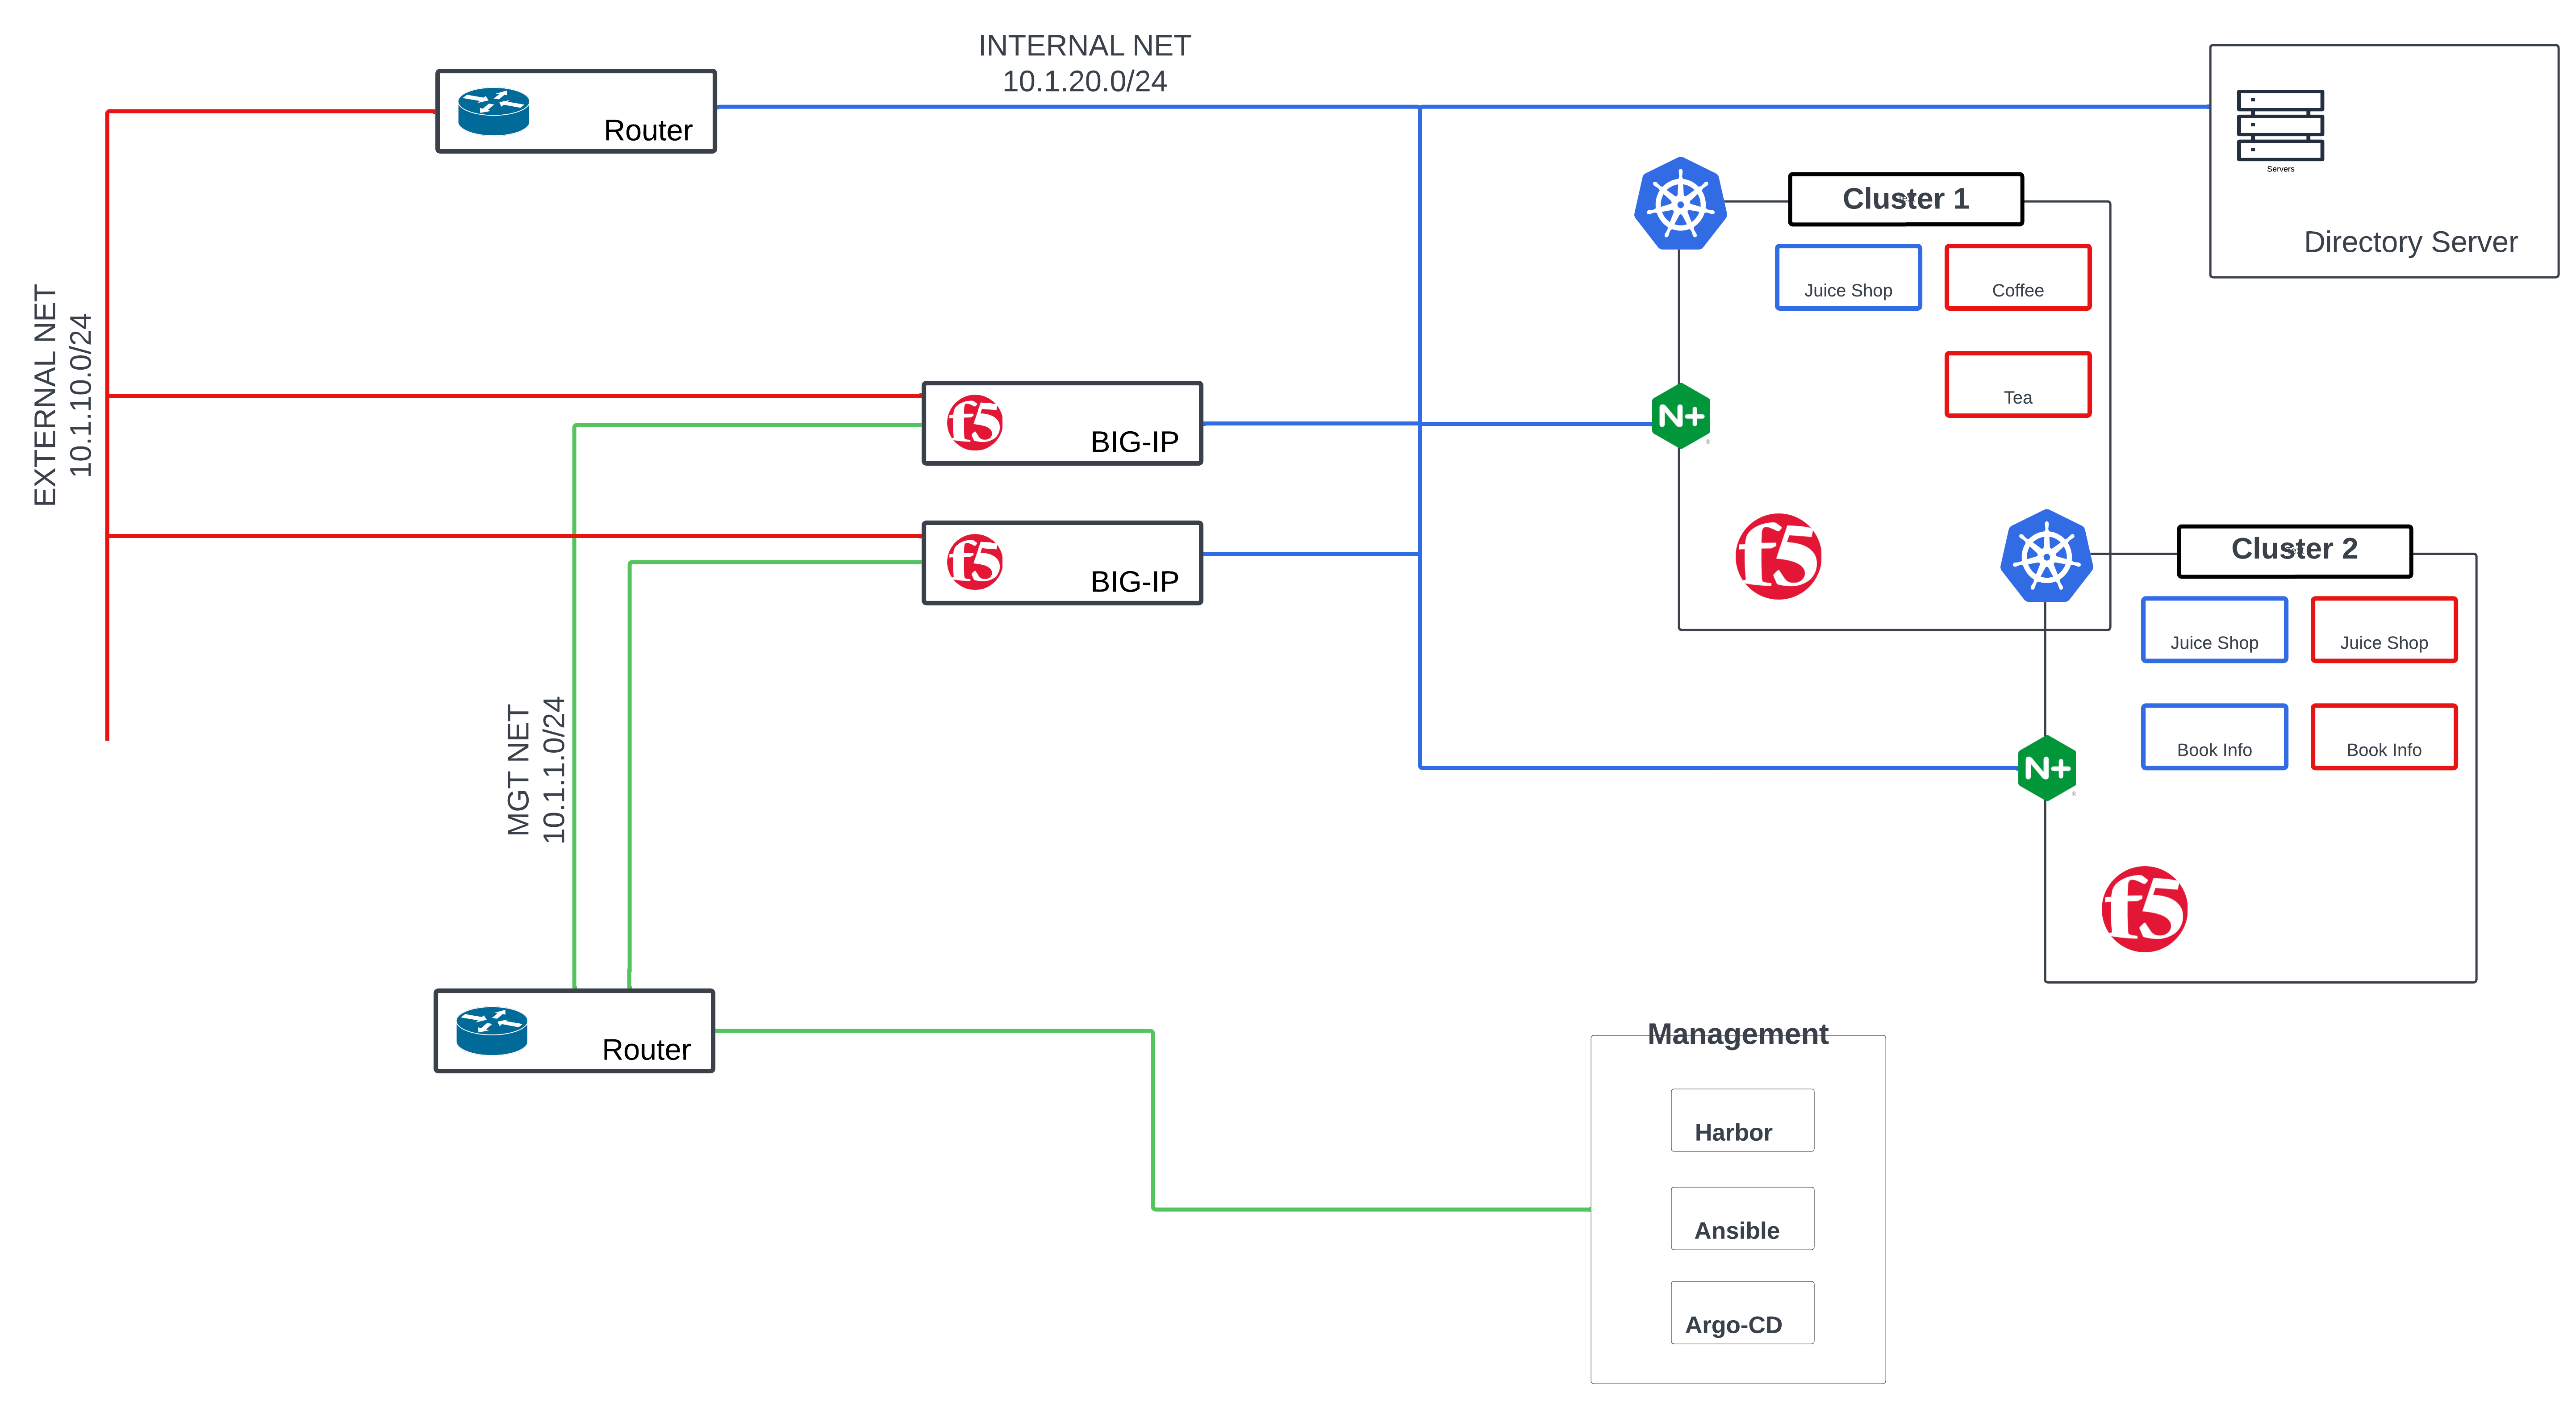 INTERNAL NET
10.1.20.0/24
Router
Servers
Directory Server
Cluster 1
Juice Shop
Coffee
Tea
EXTERNAL NET
10.1.10.0/24
f5
BIG-IP
N+
f5
BIG-IP
f5
Cluster 2
Juice Shop
Juice Shop
Book Info
Book Info
N+
f5
MGT NET
10.1.1.0/24
Router
Management
Harbor
Ansible
Argo-CD